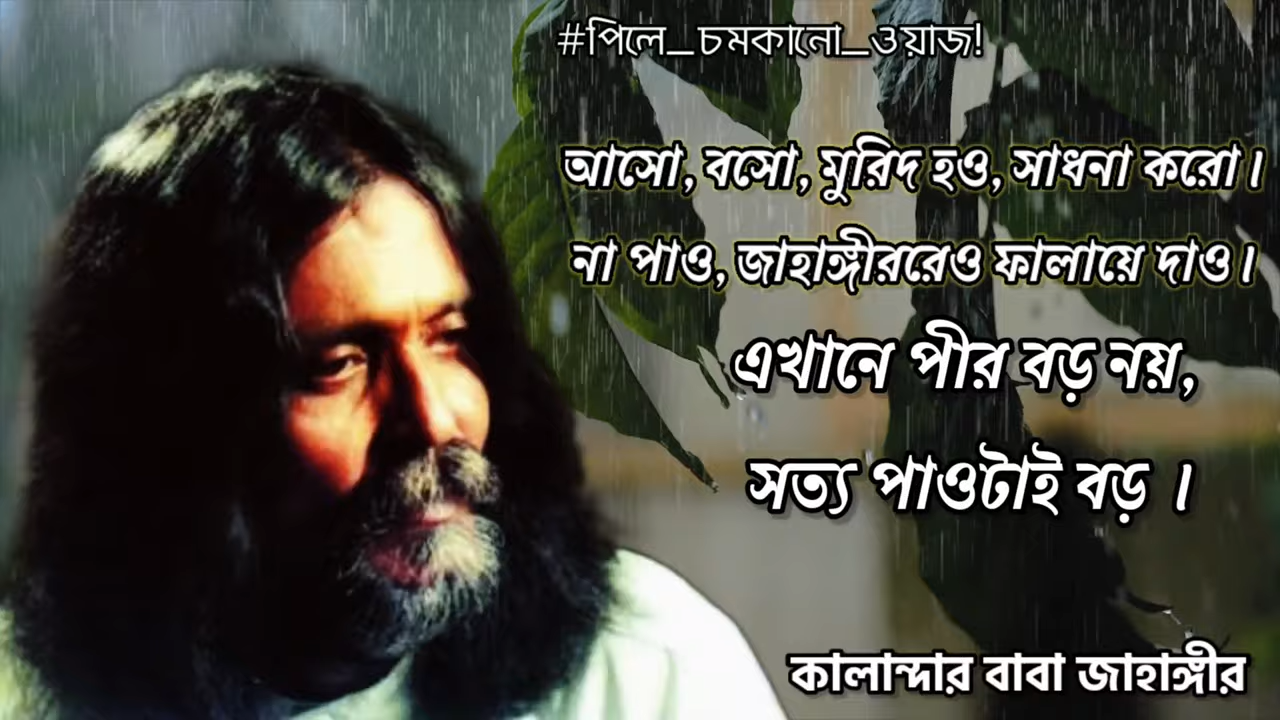 #পিলে_চমকানো_ওয়াজ!
আসো, বসো, মুরিদ হও, সাধনা করো।
না পাও, জাহাঙ্গীররেও ফালায়ে দাও।
এখানে পীর বড় নয়,
সত্য পাওটাই বড় ।
কালান্দার বাবা জাহাঙ্গীর